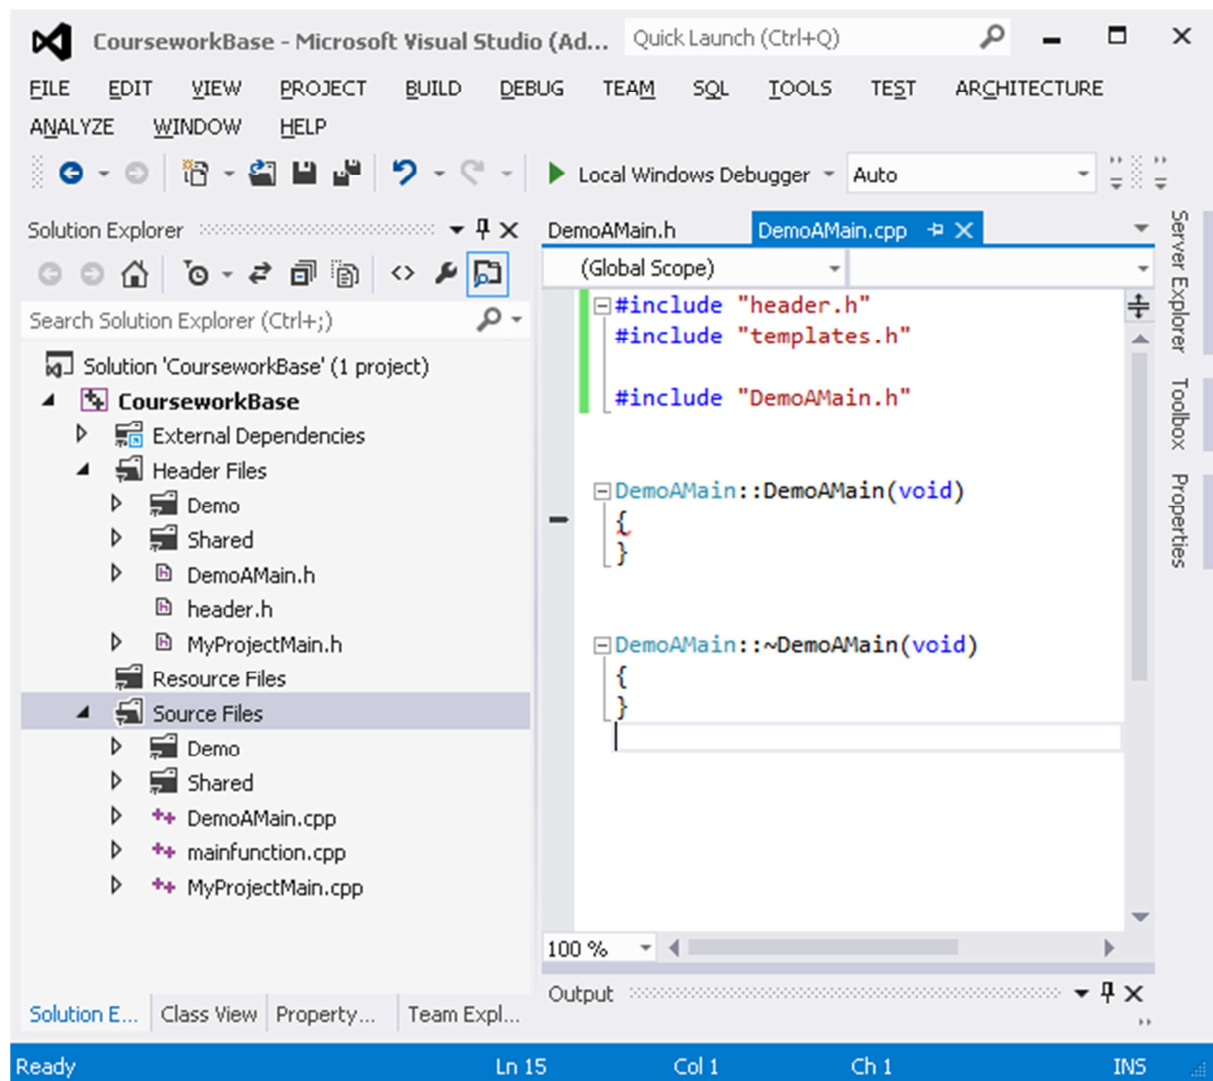 CourseworkBase - Microsoft Visual Studio (Ad...
Quick Launch (Ctrl+Q)
FILE EDIT VIEW PROJECT BUILD DEBUG TEAM SQL TOOLS TEST ARCHITECTURE
ANALYZE WINDOW HELP
Local Windows Debugger
Auto
Solution Explorer
Search Solution Explorer (Ctrl+;)
Solution 'CourseworkBase' (1 project)
CourseworkBase
External Dependencies
Header Files
Demo
Shared
DemoAMain.h
header.h
MyProjectMain.h
Resource Files
Source Files
Demo
Shared
DemoAMain.cpp
mainfunction.cpp
MyProjectMain.cpp
Solution E... Class View Property... Team Expl...
DemoAMain.h DemoAMain.cpp
(Global Scope)
#include "header.h"
#include "templates.h"
#include "DemoAMain.h"
DemoAMain::DemoAMain(void)
{
}
DemoAMain::~DemoAMain(void)
{
}
100 %
Output
Server Explorer
Toolbox
Properties
Ready Ln 15 Col 1 Ch 1 INS